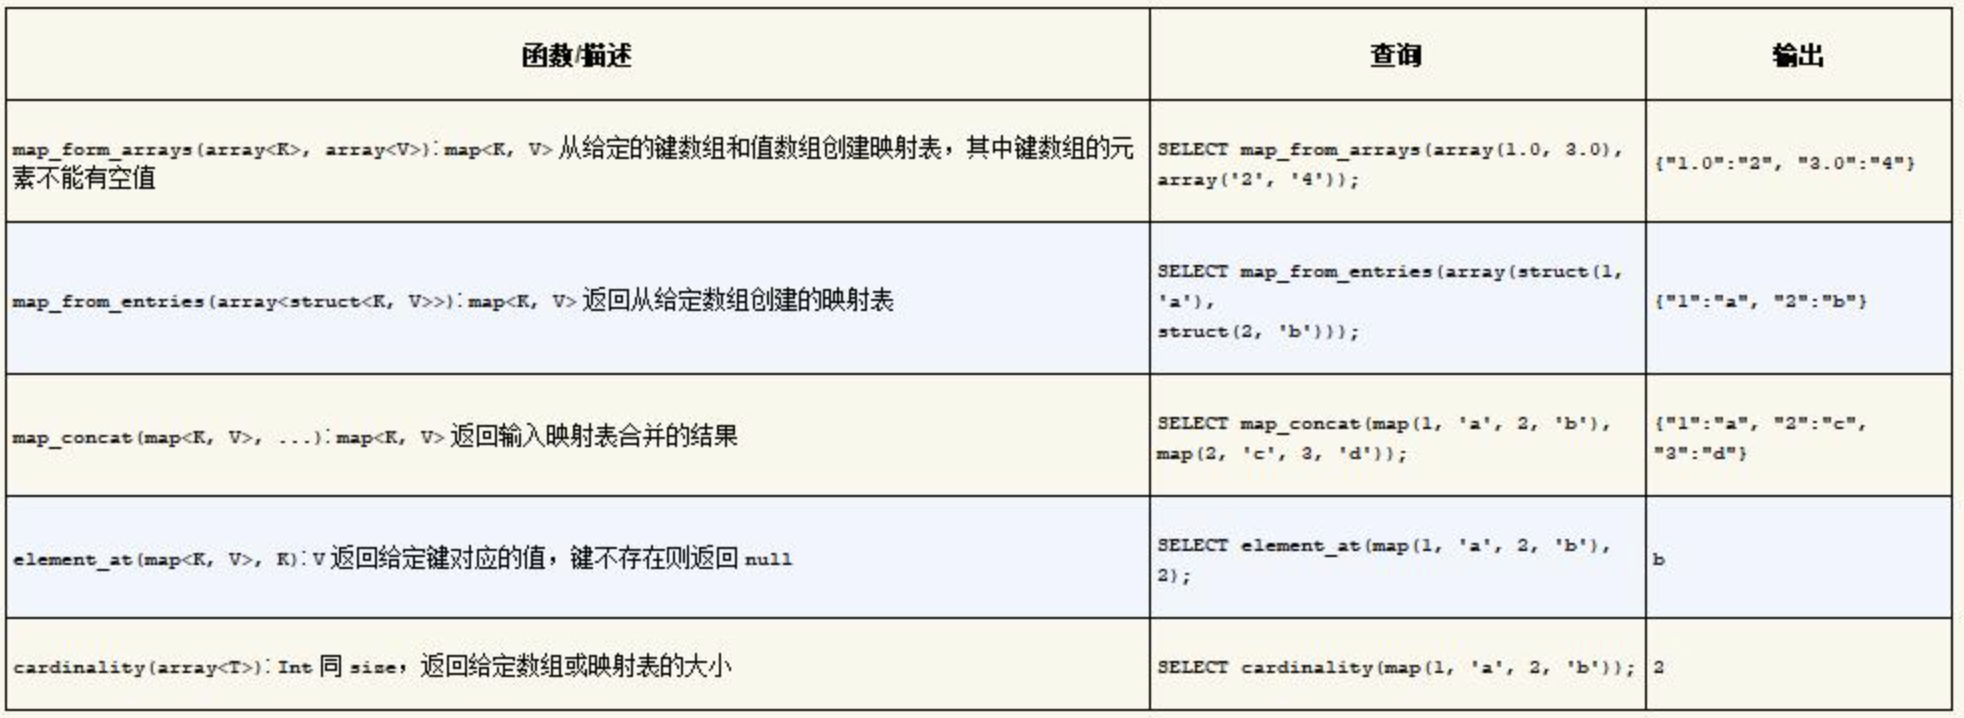 函数/描述 查询 输出
map_form_arrays(array<K>, array<V>): map<K, V> 从给定的键数组和值数组创建映射表，其中键数组的元
素不能有空值
SELECT map_from_arrays(array(1.0, 3.0),
array('2', '4'));
{"1.0":"2", "3.0":"4"}
map_from_entries(array<struct<K, V>>): map<K, V> 返回从给定数组创建的映射表
SELECT map_from_entries(array(struct(1,
'a'),
struct(2, 'b')));
{"1":"a", "2":"b"}
map_concat(map<K, V>, ...): map<K, V> 返回输入映射表合并的结果
SELECT map_concat(map(1, 'a', 2, 'b'),
map(2, 'c', 3, 'd'));
{"1":"a", "2":"c",
"3":"d"}
element_at(map<K, V>, K): V 返回给定键对应的值，键不存在则返回 null
SELECT element_at(map(1, 'a', 2, 'b'),
2);
b
cardinality(array<T>): Int 同 size，返回给定数组或映射表的大小
SELECT cardinality(map(1, 'a', 2, 'b'));
2